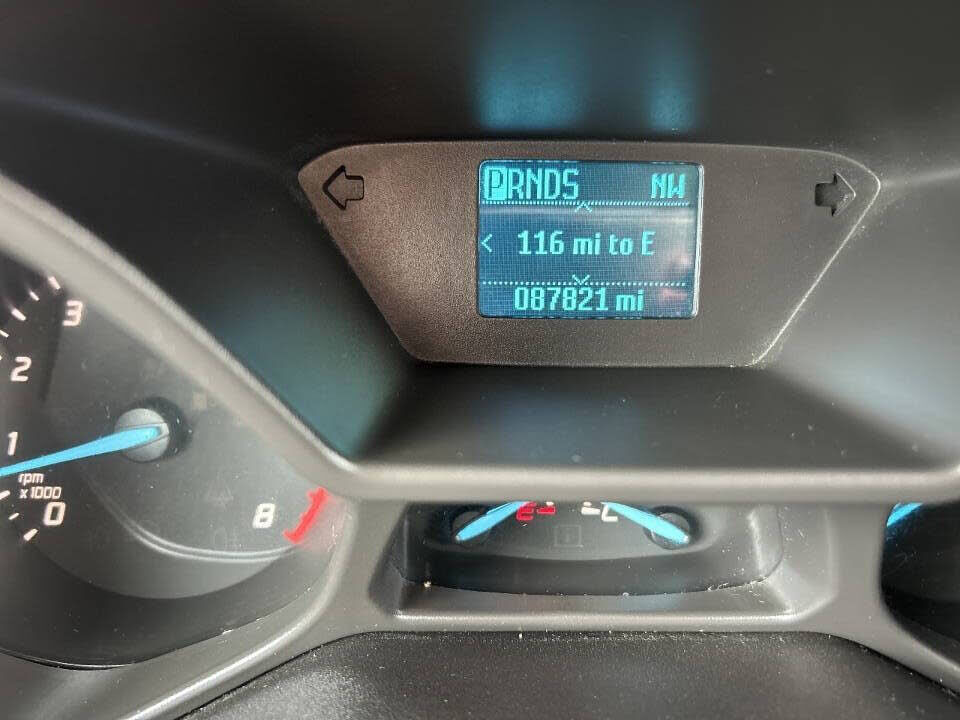 PRNDS NW
116 mi to E
087821 mi
3
2
1
rpm
x1000
0
8